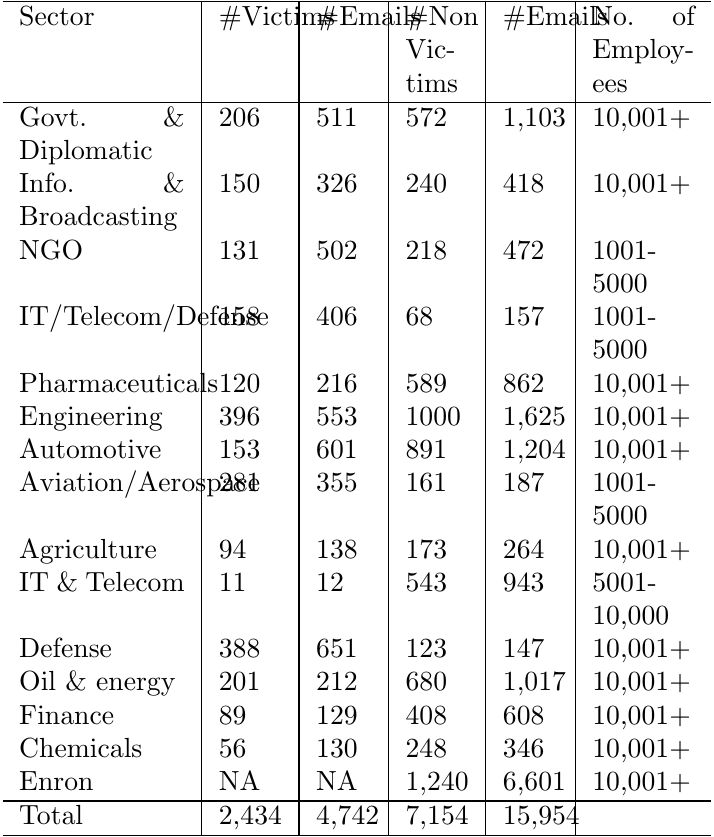 Sector #Victims #Emails #Non #Emails No. of
Vic- Employ-
tims ees
Govt. & 206 511 572 1,103 10,001+
Diplomatic
Info. & 150 326 240 418 10,001+
Broadcasting
NGO 131 502 218 472 1001-
5000
IT/Telecom/Defense 158 406 68 157 1001-
5000
Pharmaceuticals 120 216 589 862 10,001+
Engineering 396 553 1000 1,625 10,001+
Automotive 153 601 891 1,204 10,001+
Aviation/Aerospace 281 355 161 187 1001-
5000
Agriculture 94 138 173 264 10,001+
IT & Telecom 11 12 543 943 5001-
10,000
Defense 388 651 123 147 10,001+
Oil & energy 201 212 680 1,017 10,001+
Finance 89 129 408 608 10,001+
Chemicals 56 130 248 346 10,001+
Enron NA NA 1,240 6,601 10,001+
Total 2,434 4,742 7,154 15,954